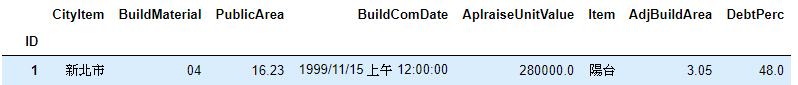 CityItem BuildMaterial PublicArea BuildComDate AplraiseUnitValue Item AdjBuildArea DebtPerc
ID
1 新北市 04 16.23 1999/11/15 上午 12:00:00 280000.0 陽台 3.05 48.0